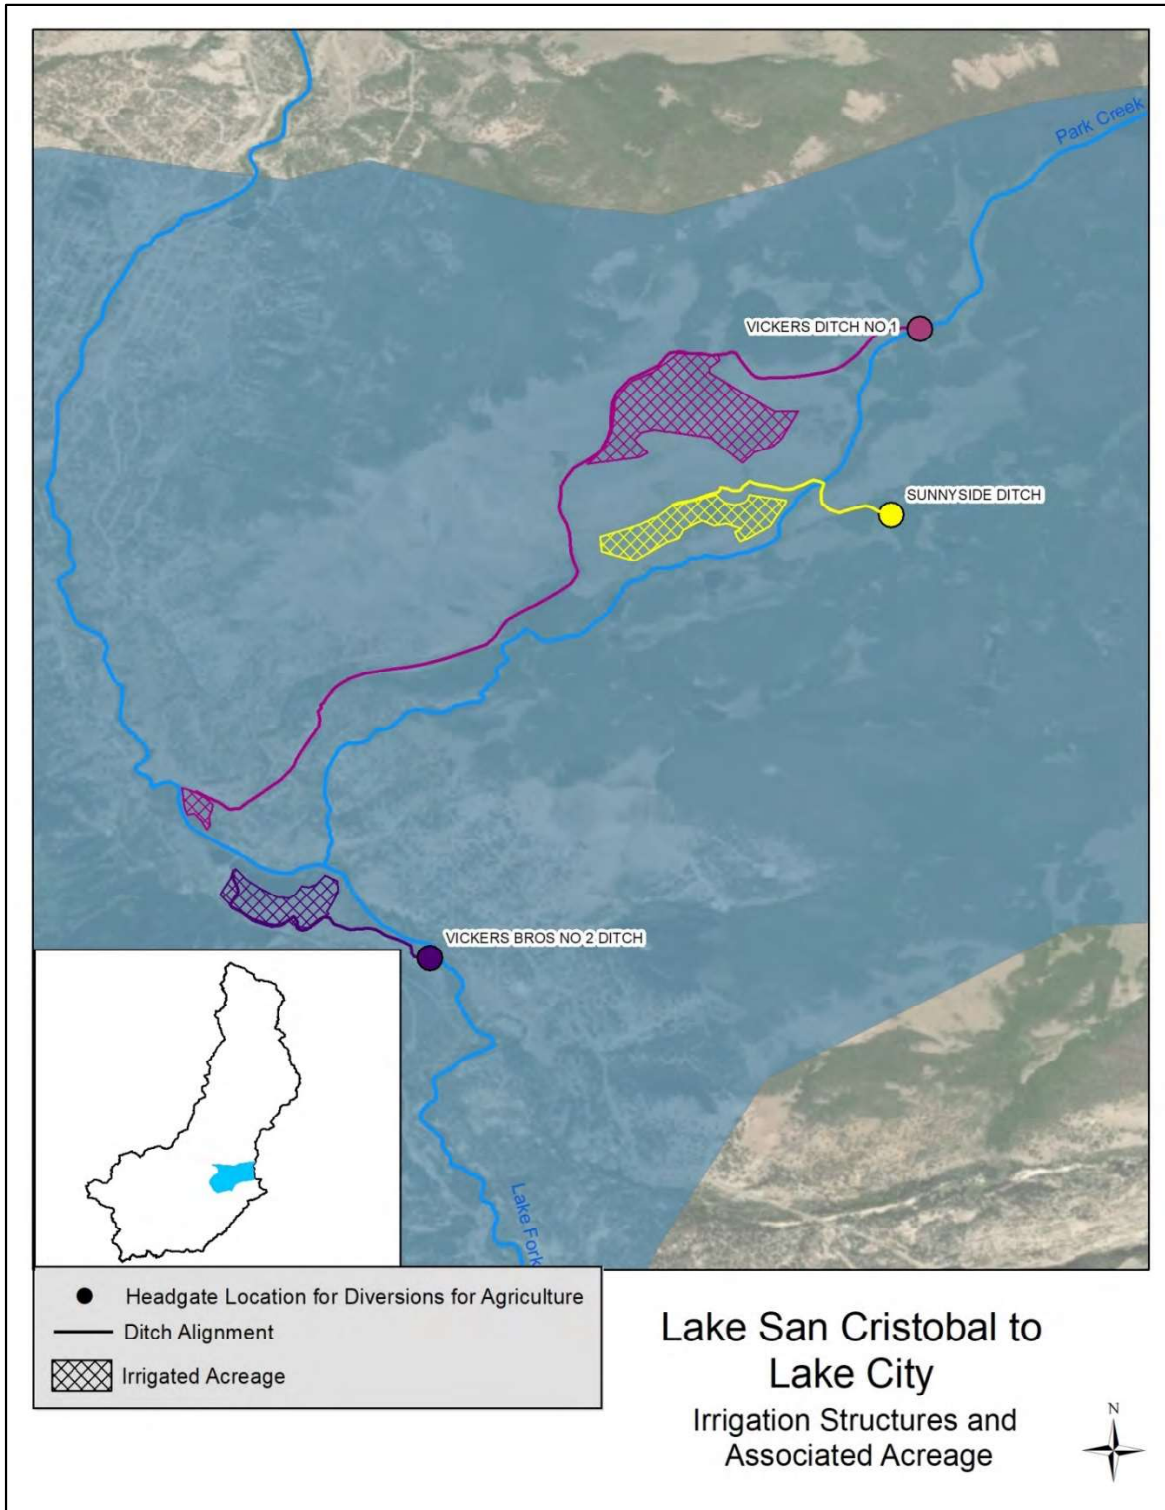 Park Creek
VICKERS DITCH NO 1
SUNNYSIDE DITCH
VICKERS BROS NO 2 DITCH
Lake Fork
Headgate Location for Diversions for Agriculture
Ditch Alignment
Irrigated Acreage
Lake San Cristobal to
Lake City
Irrigation Structures and
Associated Acreage
N